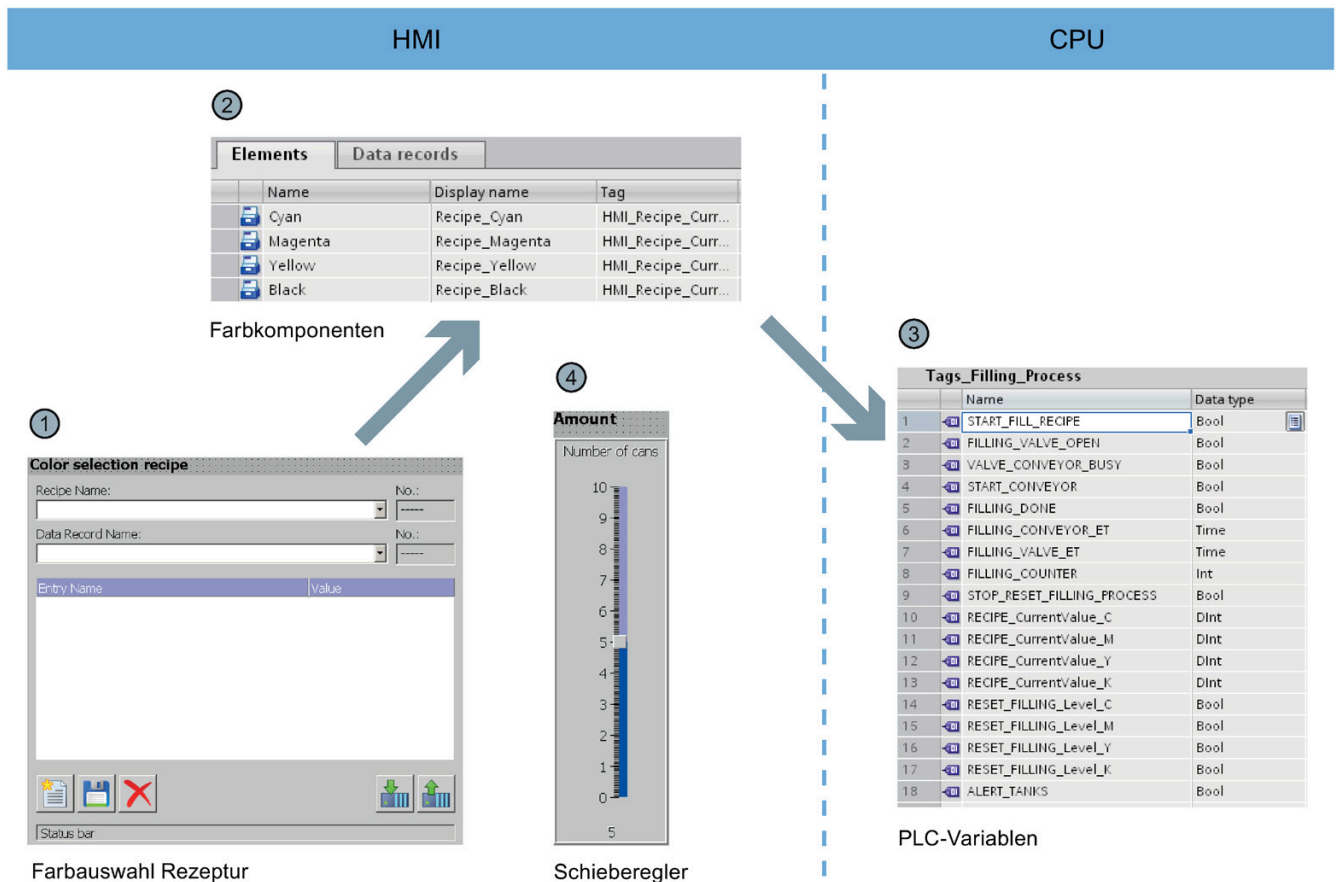 HMI
CPU
2
Elements Data records
Name Display name Tag
Cyan Recipe_Cyan HMI_Recipe_Curr...
Magenta Recipe_Magenta HMI_Recipe_Curr...
Yellow Recipe_Yellow HMI_Recipe_Curr...
Black Recipe_Black HMI_Recipe_Curr...
Farbkomponenten
1
Color selection recipe
Recipe Name: No.:
-----
Data Record Name: No.:
-----
Entry Name Value
Status bar
Farbauswahl Rezeptur
4
Amount
Number of cans
10
9
8
7
6
5
4
3
2
1
0
5
Schieberegler
3
Tags_Filling_Process
Name Data type
1 START_FILL_RECIPE Bool
2 FILLING_VALVE_OPEN Bool
3 VALVE_CONVEYOR_BUSY Bool
4 START_CONVEYOR Bool
5 FILLING_DONE Bool
6 FILLING_CONVEYOR_ET Time
7 FILLING_VALVE_ET Time
8 FILLING_COUNTER Int
9 STOP_RESET_FILLING_PROCESS Bool
10 RECIPE_CurrentValue_C DInt
11 RECIPE_CurrentValue_M DInt
12 RECIPE_CurrentValue_Y DInt
13 RECIPE_CurrentValue_K DInt
14 RESET_FILLING_Level_C Bool
15 RESET_FILLING_Level_M Bool
16 RESET_FILLING_Level_Y Bool
17 RESET_FILLING_Level_K Bool
18 ALERT_TANKS Bool
PLC-Variablen